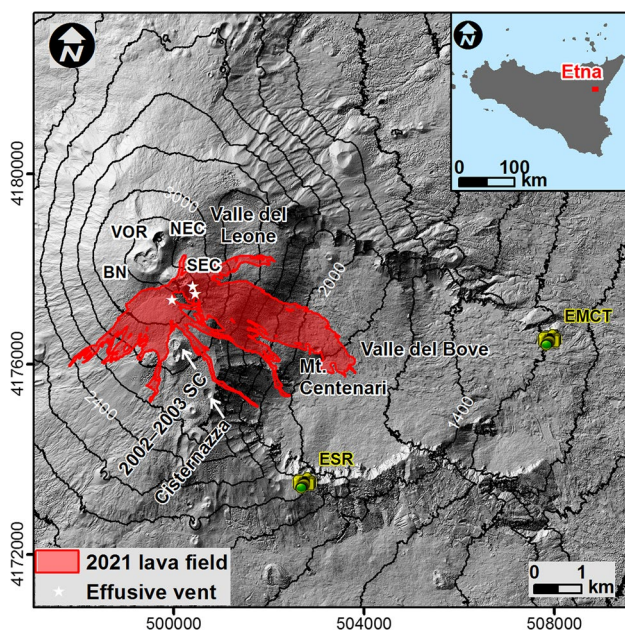 N
N
Etna
0 100
km
4180000
3000
Valle del
Leone
VOR
NEC
BN
SEC
2000
EMCT
4176000
Valle del Bove
Mt.
Centenari
2400
1400
2002–2003 SC
Cisternazza
ESR
4172000
2021 lava field
Effusive vent
0 1
km
500000
504000
508000